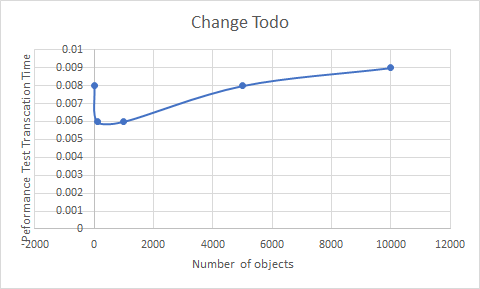 Change Todo
Peformance Test Transcation Time
0.01
0.009
0.008
0.007
0.006
0.005
0.004
0.003
0.002
0.001
0
-2000 0 2000 4000 6000 8000 10000 12000
Number of objects